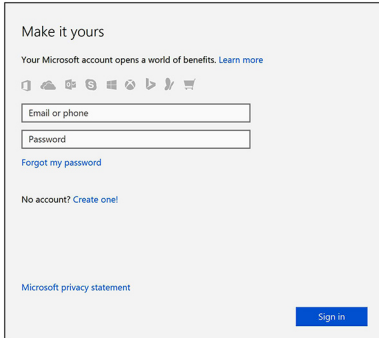 Make it yours
Your Microsoft account opens a world of benefits. Learn more
Email or phone
Password
Forgot my password
No account? Create one!
Microsoft privacy statement
Sign in